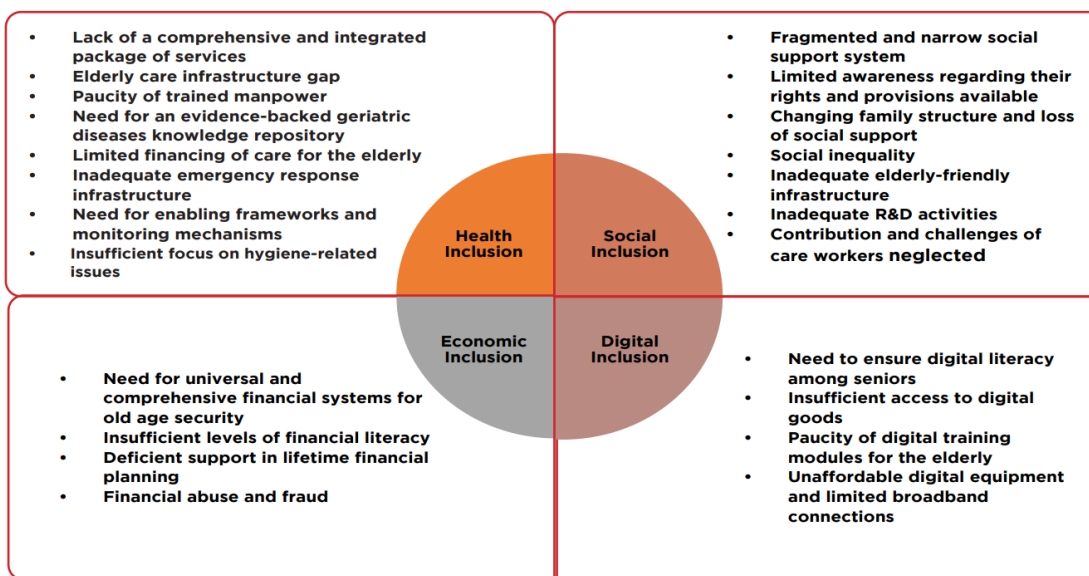 • Lack of a comprehensive and integrated
package of services
• Elderly care infrastructure gap
• Paucity of trained manpower
• Need for an evidence-backed geriatric
diseases knowledge repository
• Limited financing of care for the elderly
• Inadequate emergency response
infrastructure
• Need for enabling frameworks and
monitoring mechanisms
• Insufficient focus on hygiene-related
issues
• Fragmented and narrow social
support system
• Limited awareness regarding their
rights and provisions available
• Changing family structure and loss
of social support
• Social inequality
• Inadequate elderly-friendly
infrastructure
• Inadequate R&D activities
• Contribution and challenges of
care workers neglected
Health
Inclusion
Social
Inclusion
Economic
Inclusion
Digital
Inclusion
• Need for universal and
comprehensive financial systems for
old age security
• Insufficient levels of financial literacy
• Deficient support in lifetime financial
planning
• Financial abuse and fraud
• Need to ensure digital literacy
among seniors
• Insufficient access to digital
goods
• Paucity of digital training
modules for the elderly
• Unaffordable digital equipment
and limited broadband
connections